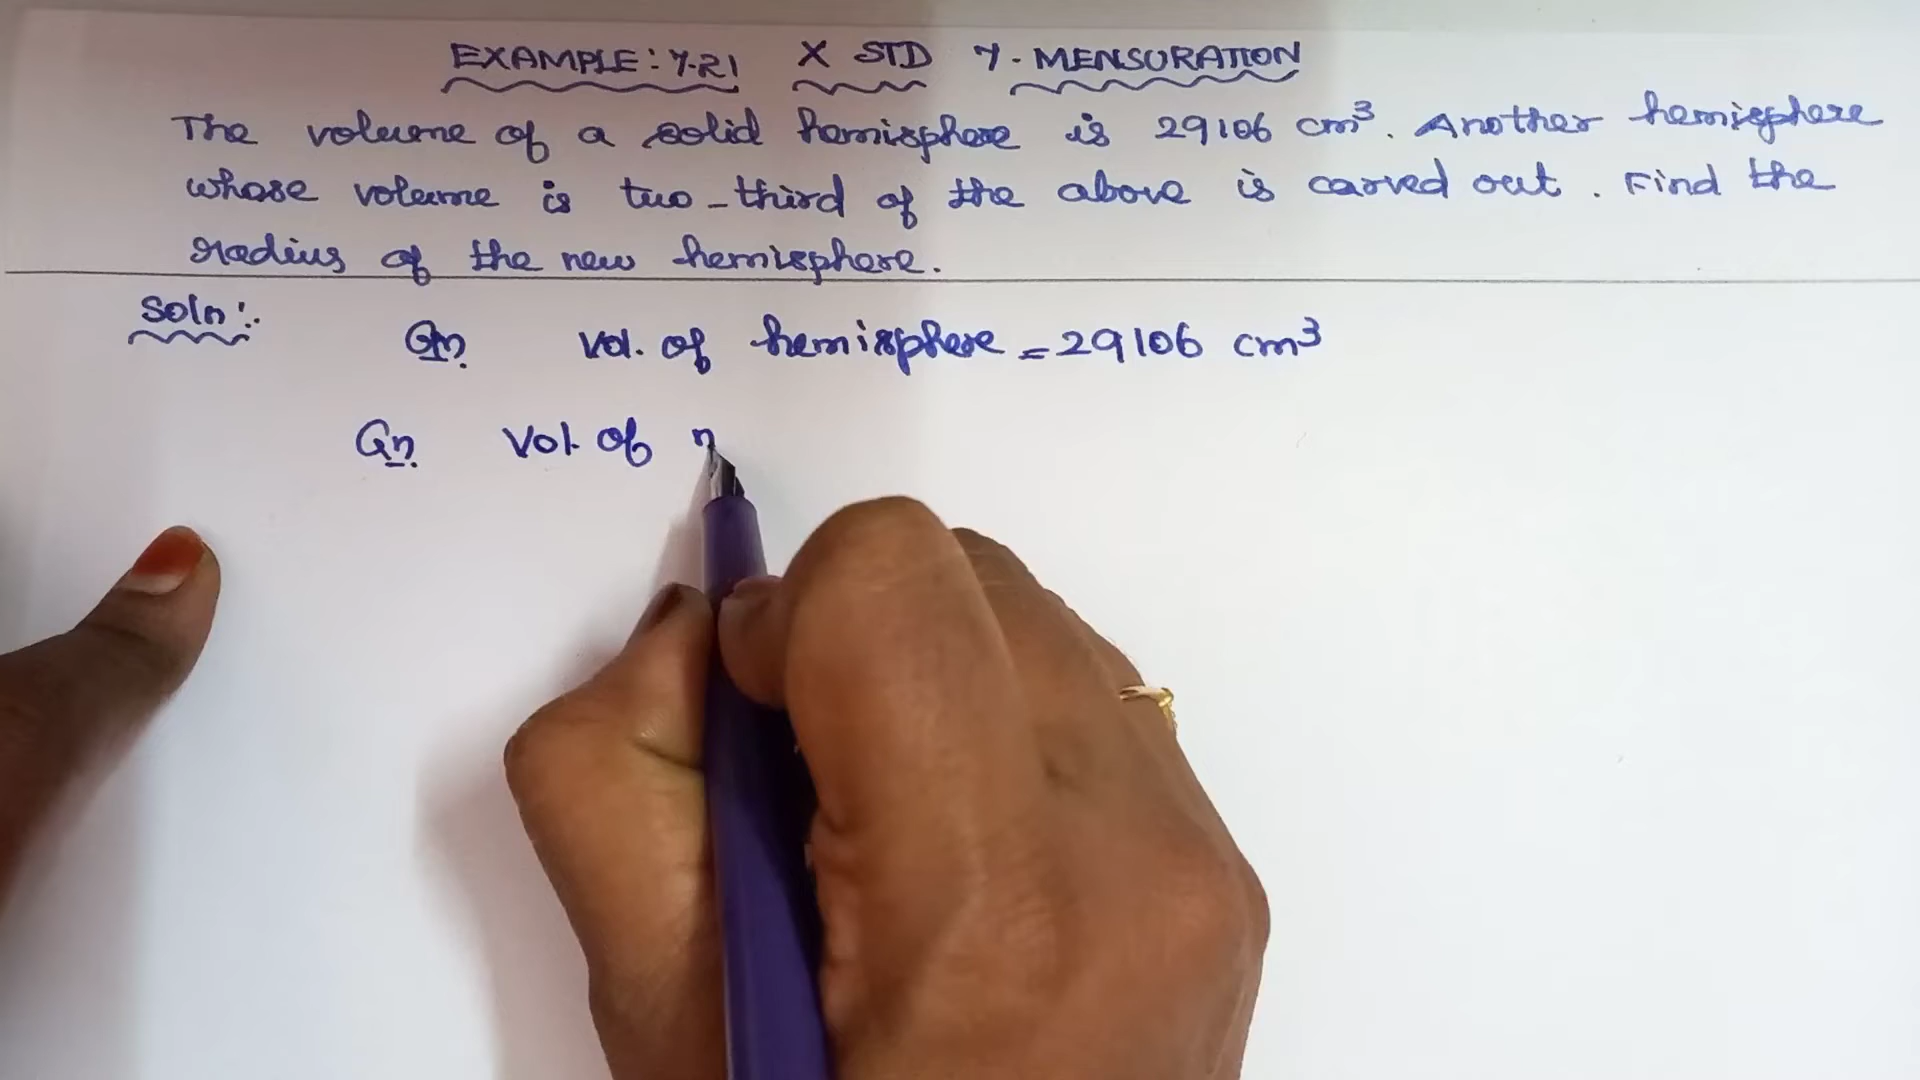 EXAMPLE: 7.21 X STD 7. MENSURATION
The volume of a solid hemisphere is 29106 cm³. Another hemisphere
whose volume is two-third of the above is carved out. Find the
radius of the new hemisphere.
Soln:
Gn. Vol. of hemisphere = 29106 cm³
Gn. Vol. of n